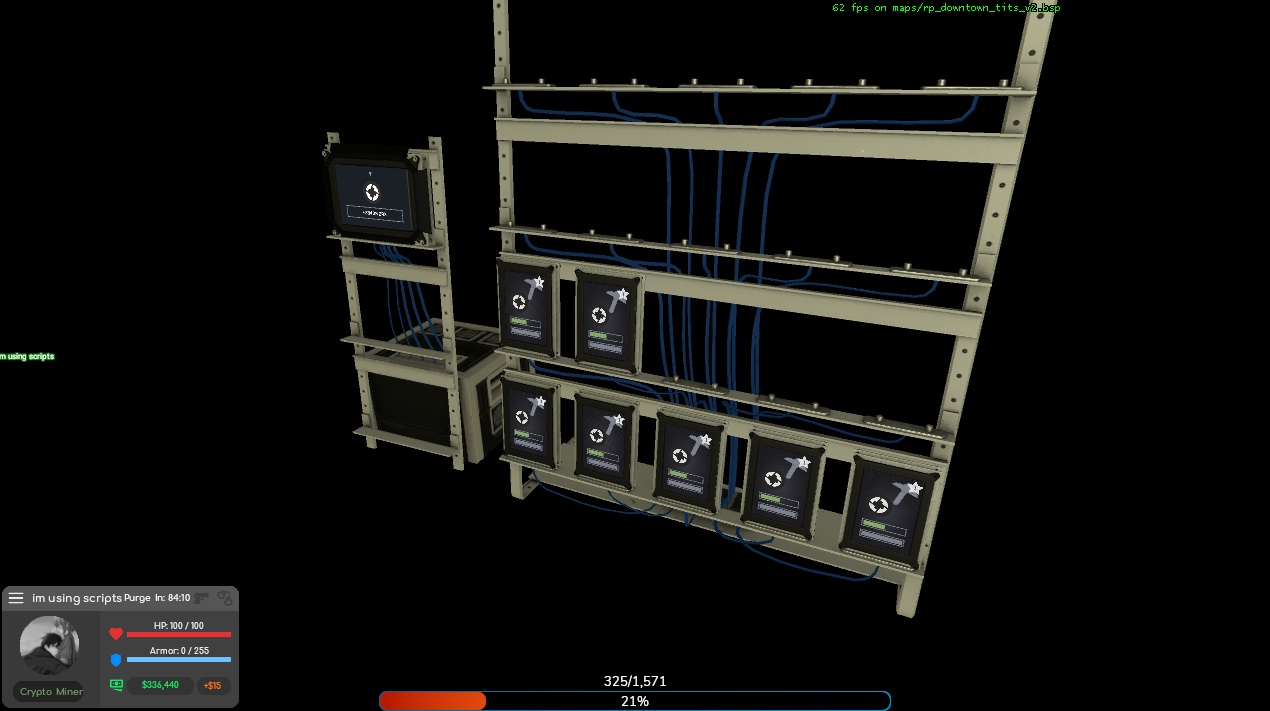 62 fps on maps/rp_downtown_tits_v2.bsp
m using scripts
im using scripts Purge In: 84:10
HP: 100 / 100
Armor: 0 / 255
Crypto Miner
$336,440
+$15
325/1,571
21%